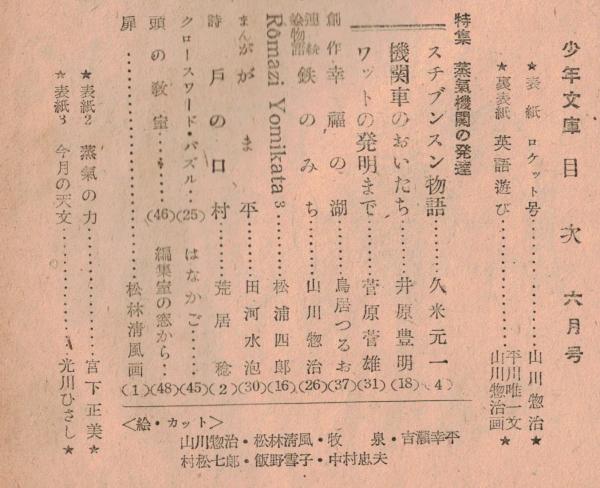 少年文庫 目次 六月号
★表紙 ロケット号……………山川惣治★
★裏表紙 英語遊び……………平川唯一文 山川惣治画★
特集 蒸氣機関の発達
スチブンスン物語……久米元一(4)
機関車のおいたち……井原豊明(18)
ワットの発明まで……菅原菅雄(31)
創作 幸福の湖……鳥居つるお(37)
連続絵物語 鉄のみち……山川惣治(26)
Rōmazi Yomikata 3……松浦四郎(16)
まんが がま平……田河水泡(30)
詩 戸の口村……荒居稔(2)
クロースワード・パズル……(25) はなかご……(45)
頭の教室……(46) 編集室の窓から…(48)
扉……………松林清風画(1)
★表紙2 蒸氣の力……………宮下正美★
★表紙3 今月の天文……………光川ひさし★
<絵・カット>
山川惣治・松林清風・牧 泉・吉瀬幸平
村松七郎・飯野雪子・中村忠夫